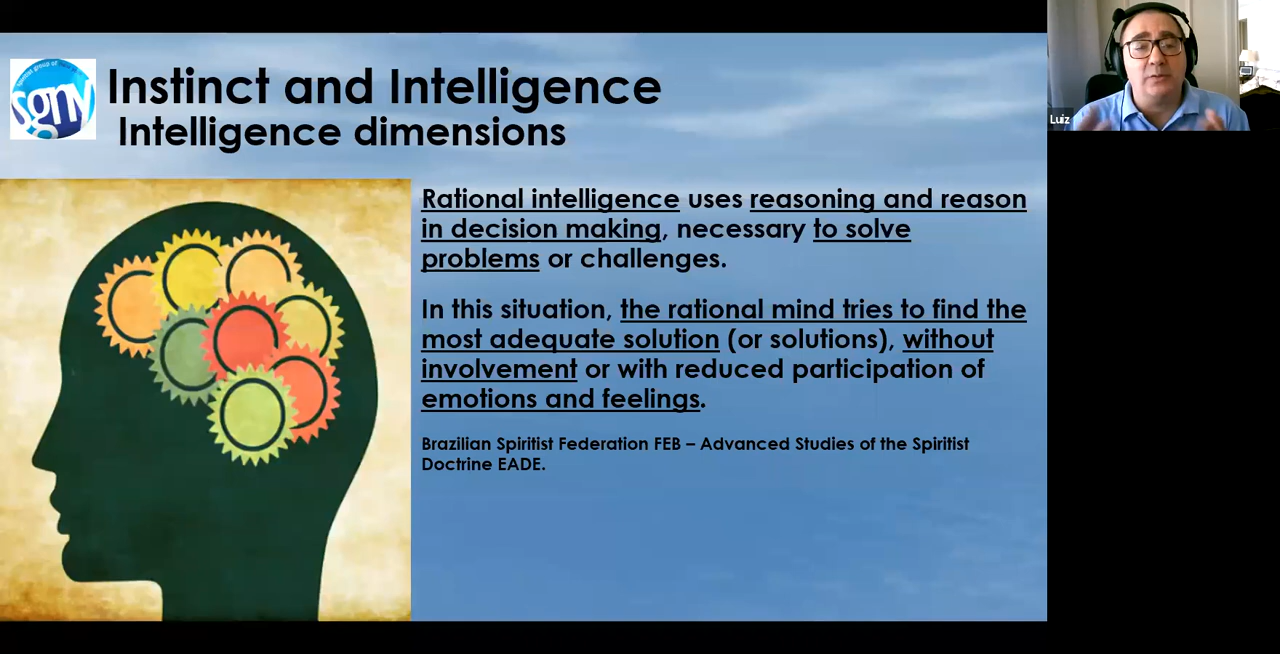 Instinct and Intelligence
Intelligence dimensions
sgny
Rational intelligence uses reasoning and reason
in decision making, necessary to solve
problems or challenges.
In this situation, the rational mind tries to find the
most adequate solution (or solutions), without
involvement or with reduced participation of
emotions and feelings.
Brazilian Spiritist Federation FEB – Advanced Studies of the Spiritist
Doctrine EADE.
Luiz